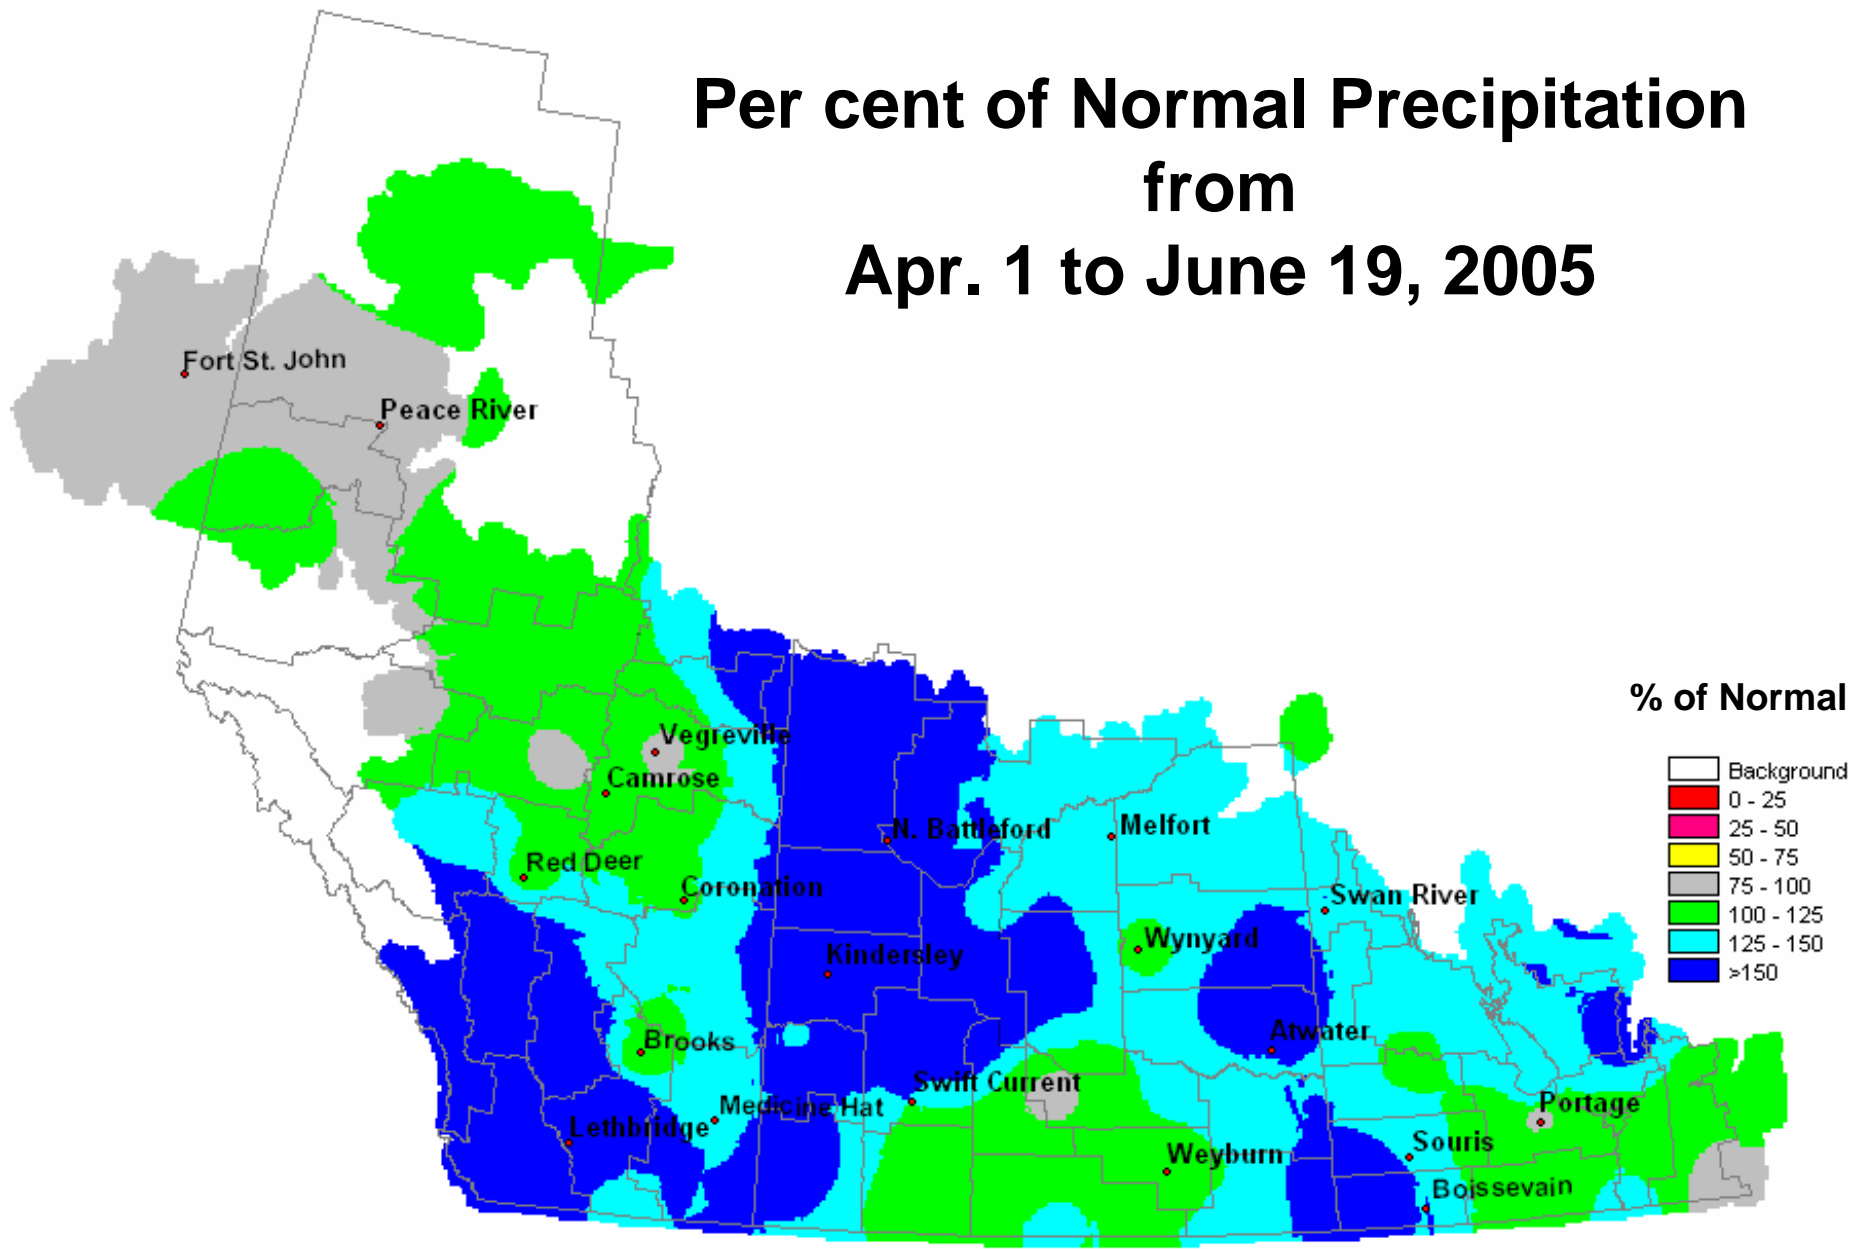 Per cent of Normal Precipitation
from
Apr. 1 to June 19, 2005
Fort St. John
Peace River
Vegreville
Camrose
N. Battleford
Melfort
Red Deer
Coronation
Swan River
Wynyard
Kindersley
Brooks
Atwater
Swift Current
Medicine Hat
Portage
Lethbridge
Souris
Weyburn
Boissevain
% of Normal
Background
0 - 25
25 - 50
50 - 75
75 - 100
100 - 125
125 - 150
>150